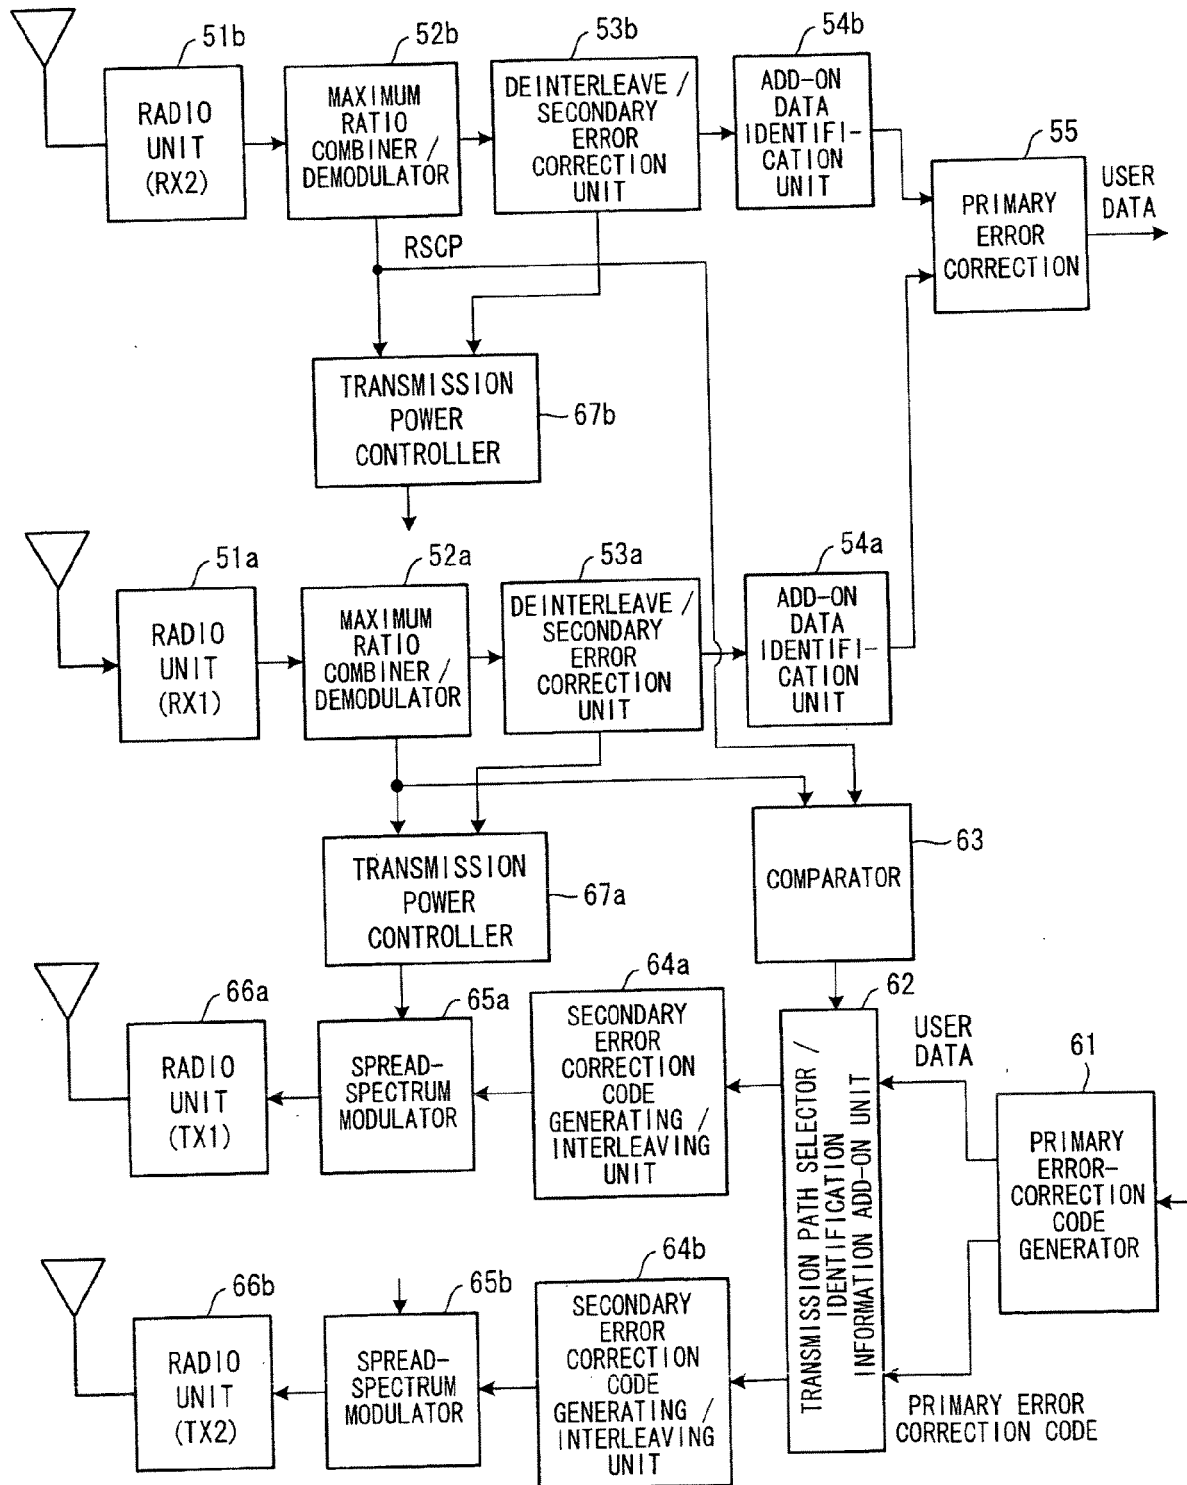 51b
RADIO
UNIT
(RX2)
52b
MAXIMUM
RATIO
COMBINER /
DEMODULATOR
53b
DEINTERLEAVE /
SECONDARY
ERROR
CORRECTION
UNIT
54b
ADD-ON
DATA
IDENTIFI-
CATION
UNIT
55
PRIMARY
ERROR
CORRECTION
USER
DATA
RSCP
TRANSMISSION
POWER
CONTROLLER
67b
51a
RADIO
UNIT
(RX1)
52a
MAXIMUM
RATIO
COMBINER /
DEMODULATOR
53a
DEINTERLEAVE /
SECONDARY
ERROR
CORRECTION
UNIT
54a
ADD-ON
DATA
IDENTIFI-
CATION
UNIT
TRANSMISSION
POWER
CONTROLLER
67a
COMPARATOR
63
66a
RADIO
UNIT
(TX1)
65a
SPREAD-
SPECTRUM
MODULATOR
64a
SECONDARY
ERROR
CORRECTION
CODE
GENERATING /
INTERLEAVING
UNIT
62
TRANSMISSION PATH SELECTOR /
IDENTIFICATION
INFORMATION ADD-ON UNIT
USER
DATA
61
PRIMARY
ERROR-
CORRECTION
CODE
GENERATOR
66b
RADIO
UNIT
(TX2)
65b
SPREAD-
SPECTRUM
MODULATOR
64b
SECONDARY
ERROR
CORRECTION
CODE
GENERATING /
INTERLEAVING
UNIT
PRIMARY ERROR
CORRECTION CODE